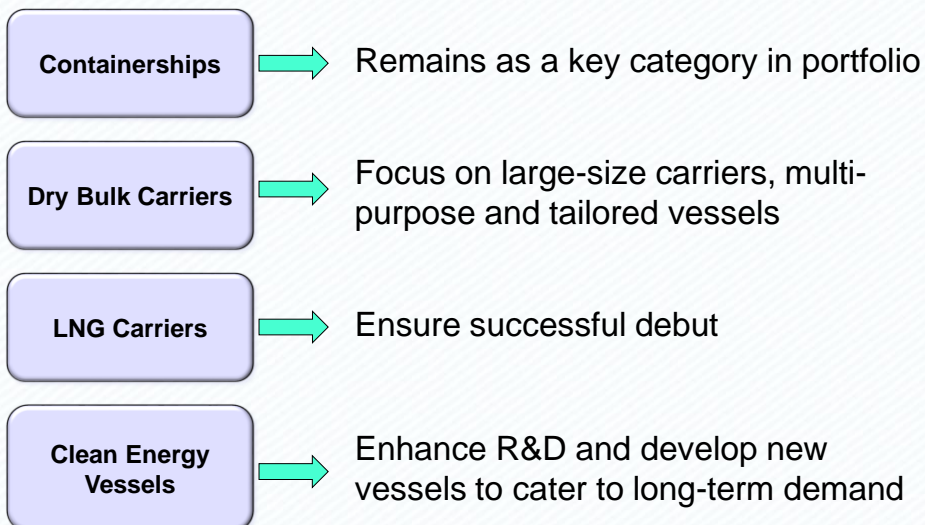 Containerships
Remains as a key category in portfolio
Dry Bulk Carriers
Focus on large-size carriers, multi-
purpose and tailored vessels
LNG Carriers
Ensure successful debut
Clean Energy
Vessels
Enhance R&D and develop new
vessels to cater to long-term demand